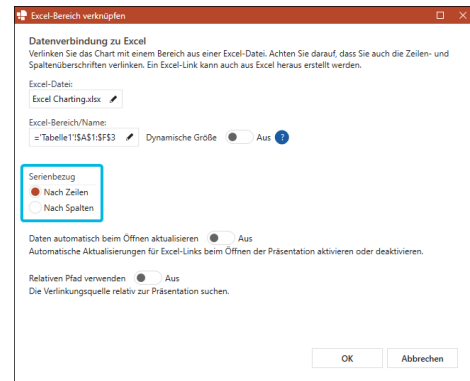 Excel-Bereich verknüpfen
Datenverbindung zu Excel
Verlinken Sie das Chart mit einem Bereich aus einer Excel-Datei. Achten Sie darauf, dass Sie auch die Zeilen- und
Spaltenüberschriften verlinken. Ein Excel-Link kann auch aus Excel heraus erstellt werden.
Excel-Datei:
Excel Charting.xlsx
Excel-Bereich/Name:
='Tabelle1'!$A$1:$F$3 Dynamische Größe Aus ?
Serienbezug
Nach Zeilen
Nach Spalten
Daten automatisch beim Öffnen aktualisieren Aus
Automatische Aktualisierungen für Excel-Links beim Öffnen der Präsentation aktivieren oder deaktivieren.
Relativen Pfad verwenden Aus
Die Verlinkungsquelle relativ zur Präsentation suchen.
OK Abbrechen